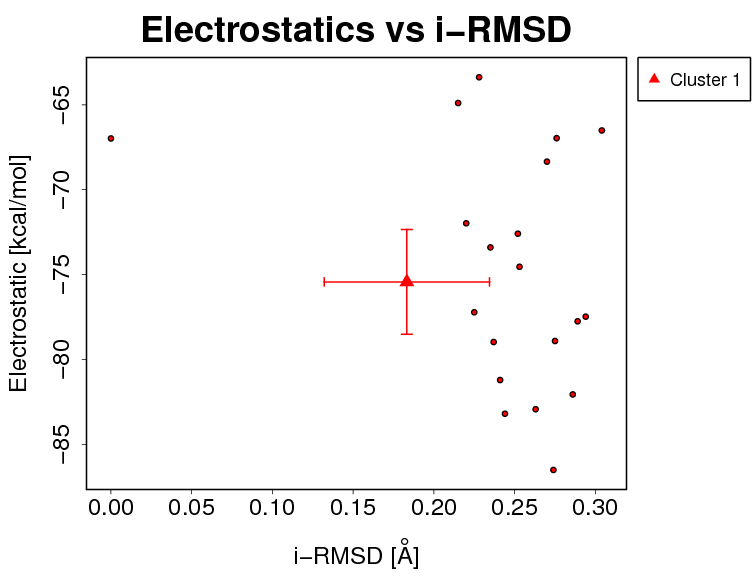 Electrostatics vs i−RMSD
Cluster 1
Electrostatic [kcal/mol]
−65
−70
−75
−80
−85
0.00 0.05 0.10 0.15 0.20 0.25 0.30
i−RMSD [Å]